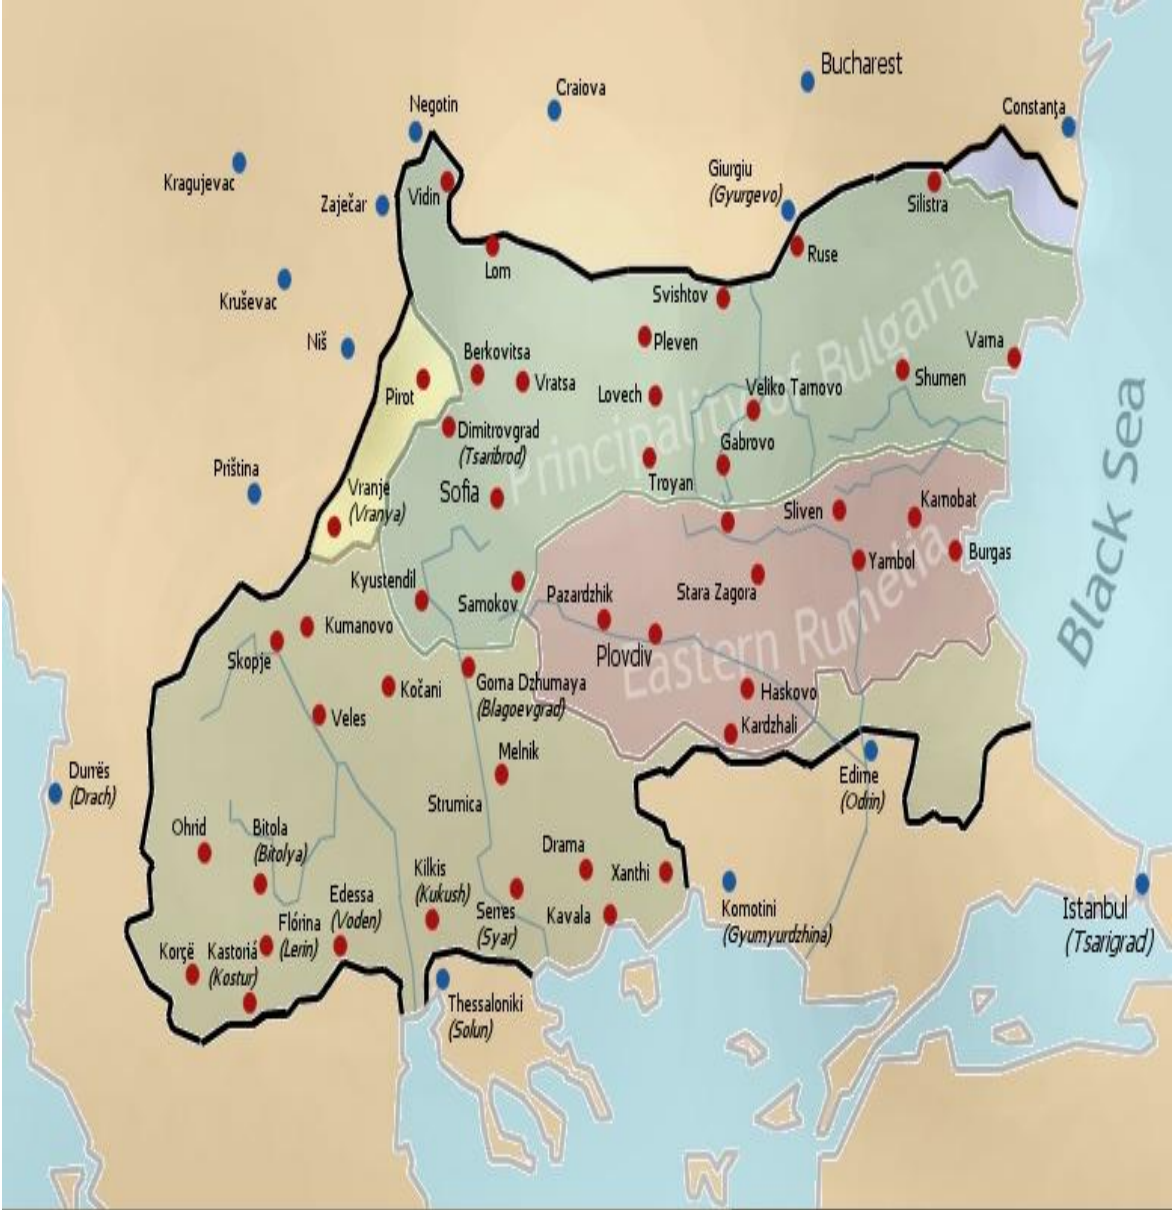 Bucharest
Craiova
Negotin
Constanţa
Kragujevac
Giurgiu
(Gyurgevo)
Zaječar
Vidin
Silistra
Ruse
Lom
Kruševac
Svishtov
Principality of Bulgaria
Niš
Pleven
Varna
Berkovitsa
Vratsa
Shumen
Pirot
Lovech
Veliko Tarnovo
Dimitrovgrad
(Tsaribrod)
Gabrovo
Black Sea
Priština
Vranje
(Vranya)
Sofia
Troyan
Sliven
Karnobat
Burgas
Yambol
Kyustendil
Samokov
Pazardzhik
Stara Zagora
Eastern Rumetia
Kumanovo
Skopje
Plovdiv
Kočani
Gorna Dzhumaya
(Blagoevgrad)
Haskovo
Veles
Kardzhali
Melnik
Durrës
(Drach)
Edirne
(Odrin)
Strumica
Ohrid
Bitola
(Bitolya)
Drama
Xanthi
Kilkis
(Kukush)
Edessa
(Voden)
Serres
(Syar)
Kavala
Komotini
(Gyumyurdzhina)
Istanbul
(Tsarigrad)
Flórina
(Lerin)
Korçë
Kastoriá
(Kostur)
Thessaloniki
(Solun)